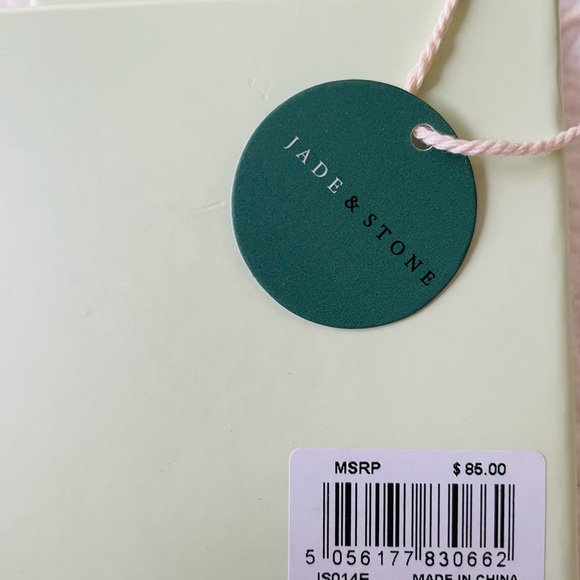 JADE & STONE
MSRP $ 85.00
5 056177 830662
MADE IN CHINA